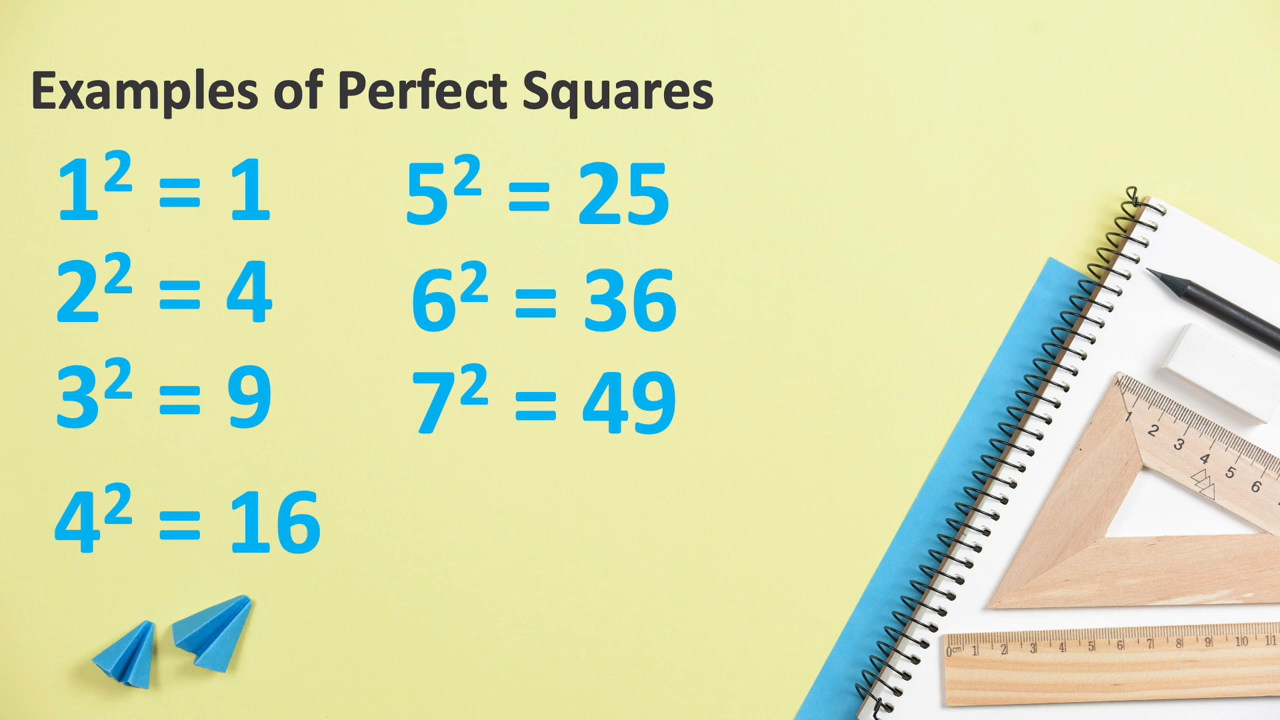 Examples of Perfect Squares
1² = 1
2² = 4
3² = 9
4² = 16
5² = 25
6² = 36
7² = 49
1 2 3 4 5 6
0cm 1 2 3 4 5 6 7 8 9 10 11